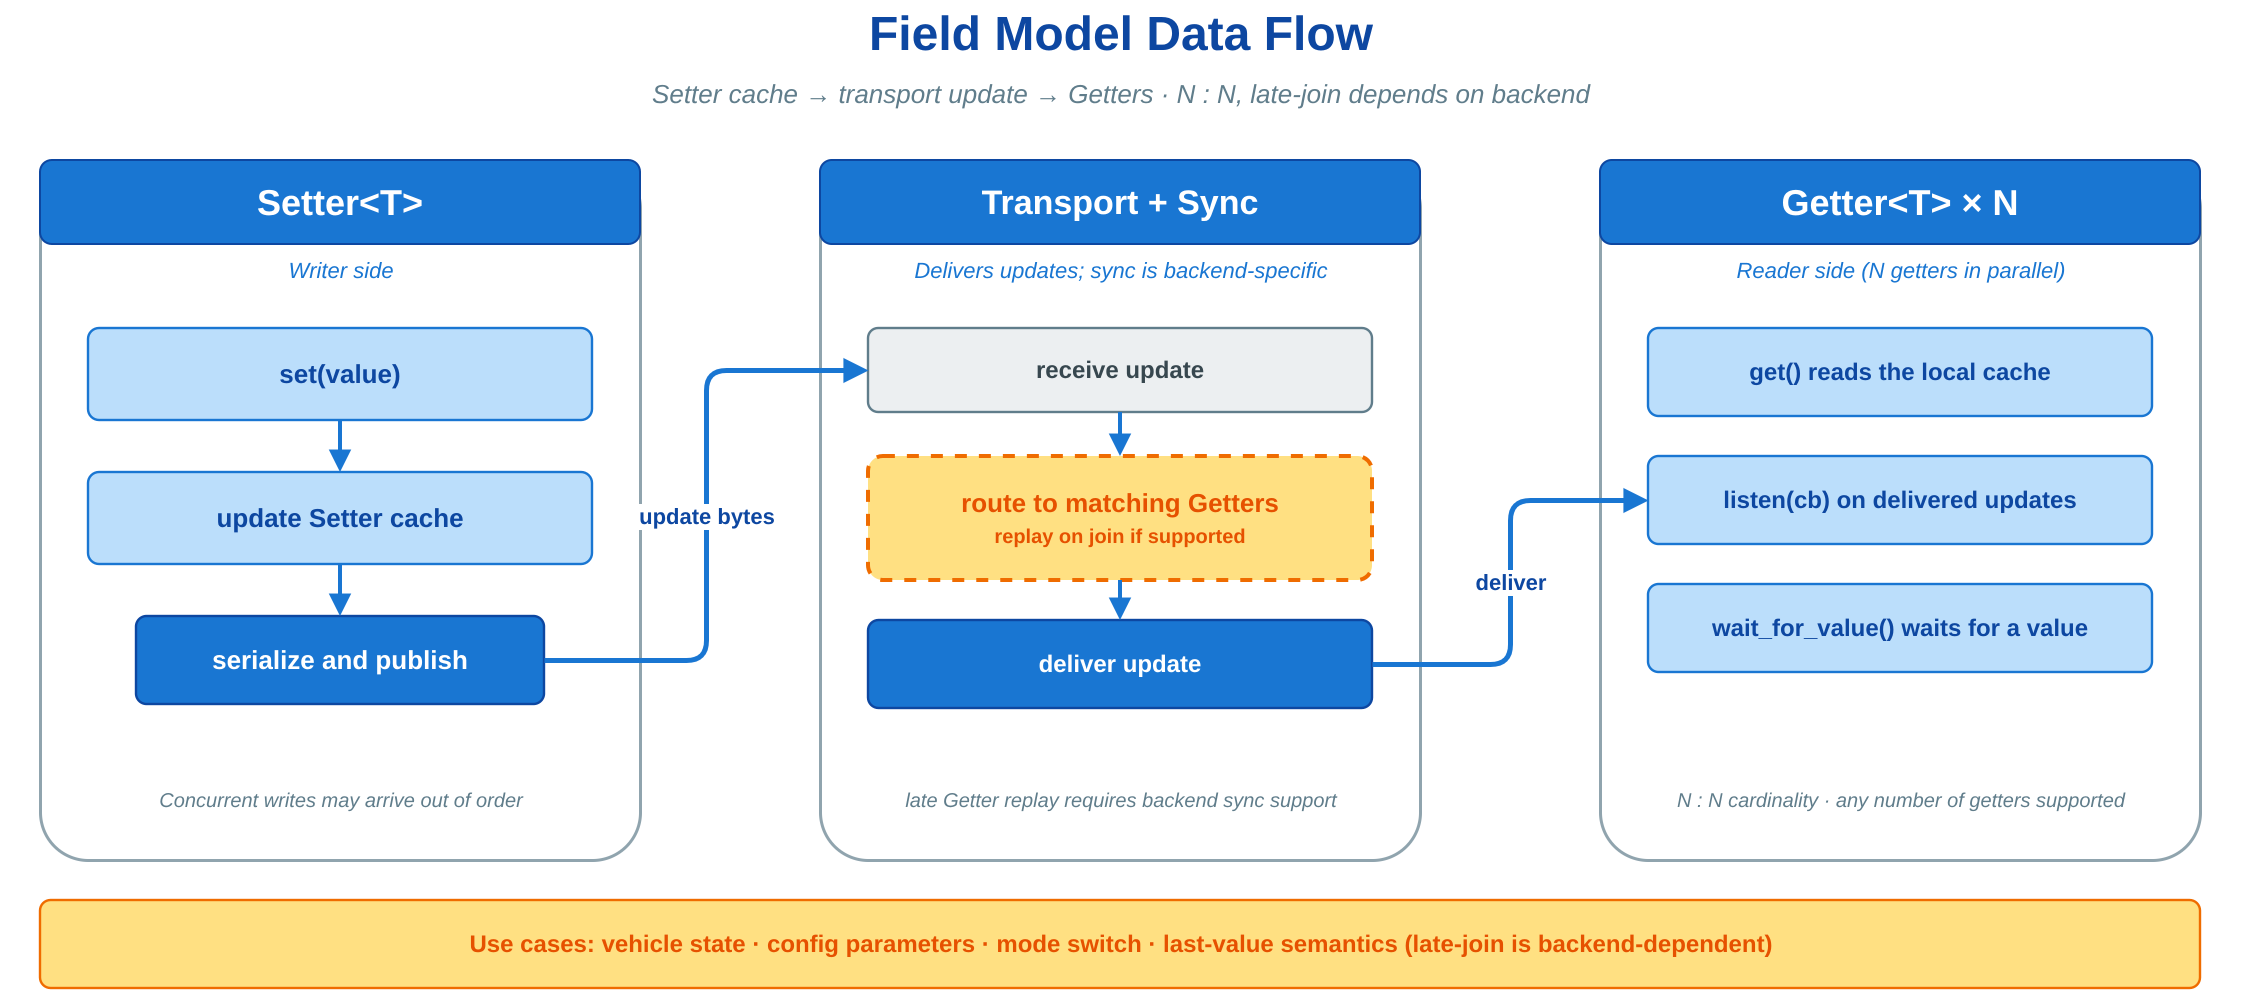 Field Model Data Flow
Setter cache → transport update → Getters · N : N, late-join depends on backend
Setter<T>
Writer side
set(value)
update Setter cache
serialize and publish
Concurrent writes may arrive out of order
update bytes
Transport + Sync
Delivers updates; sync is backend-specific
receive update
route to matching Getters
replay on join if supported
deliver update
late Getter replay requires backend sync support
deliver
Getter<T> × N
Reader side (N getters in parallel)
get() reads the local cache
listen(cb) on delivered updates
wait_for_value() waits for a value
N : N cardinality · any number of getters supported
Use cases: vehicle state · config parameters · mode switch · last-value semantics (late-join is backend-dependent)